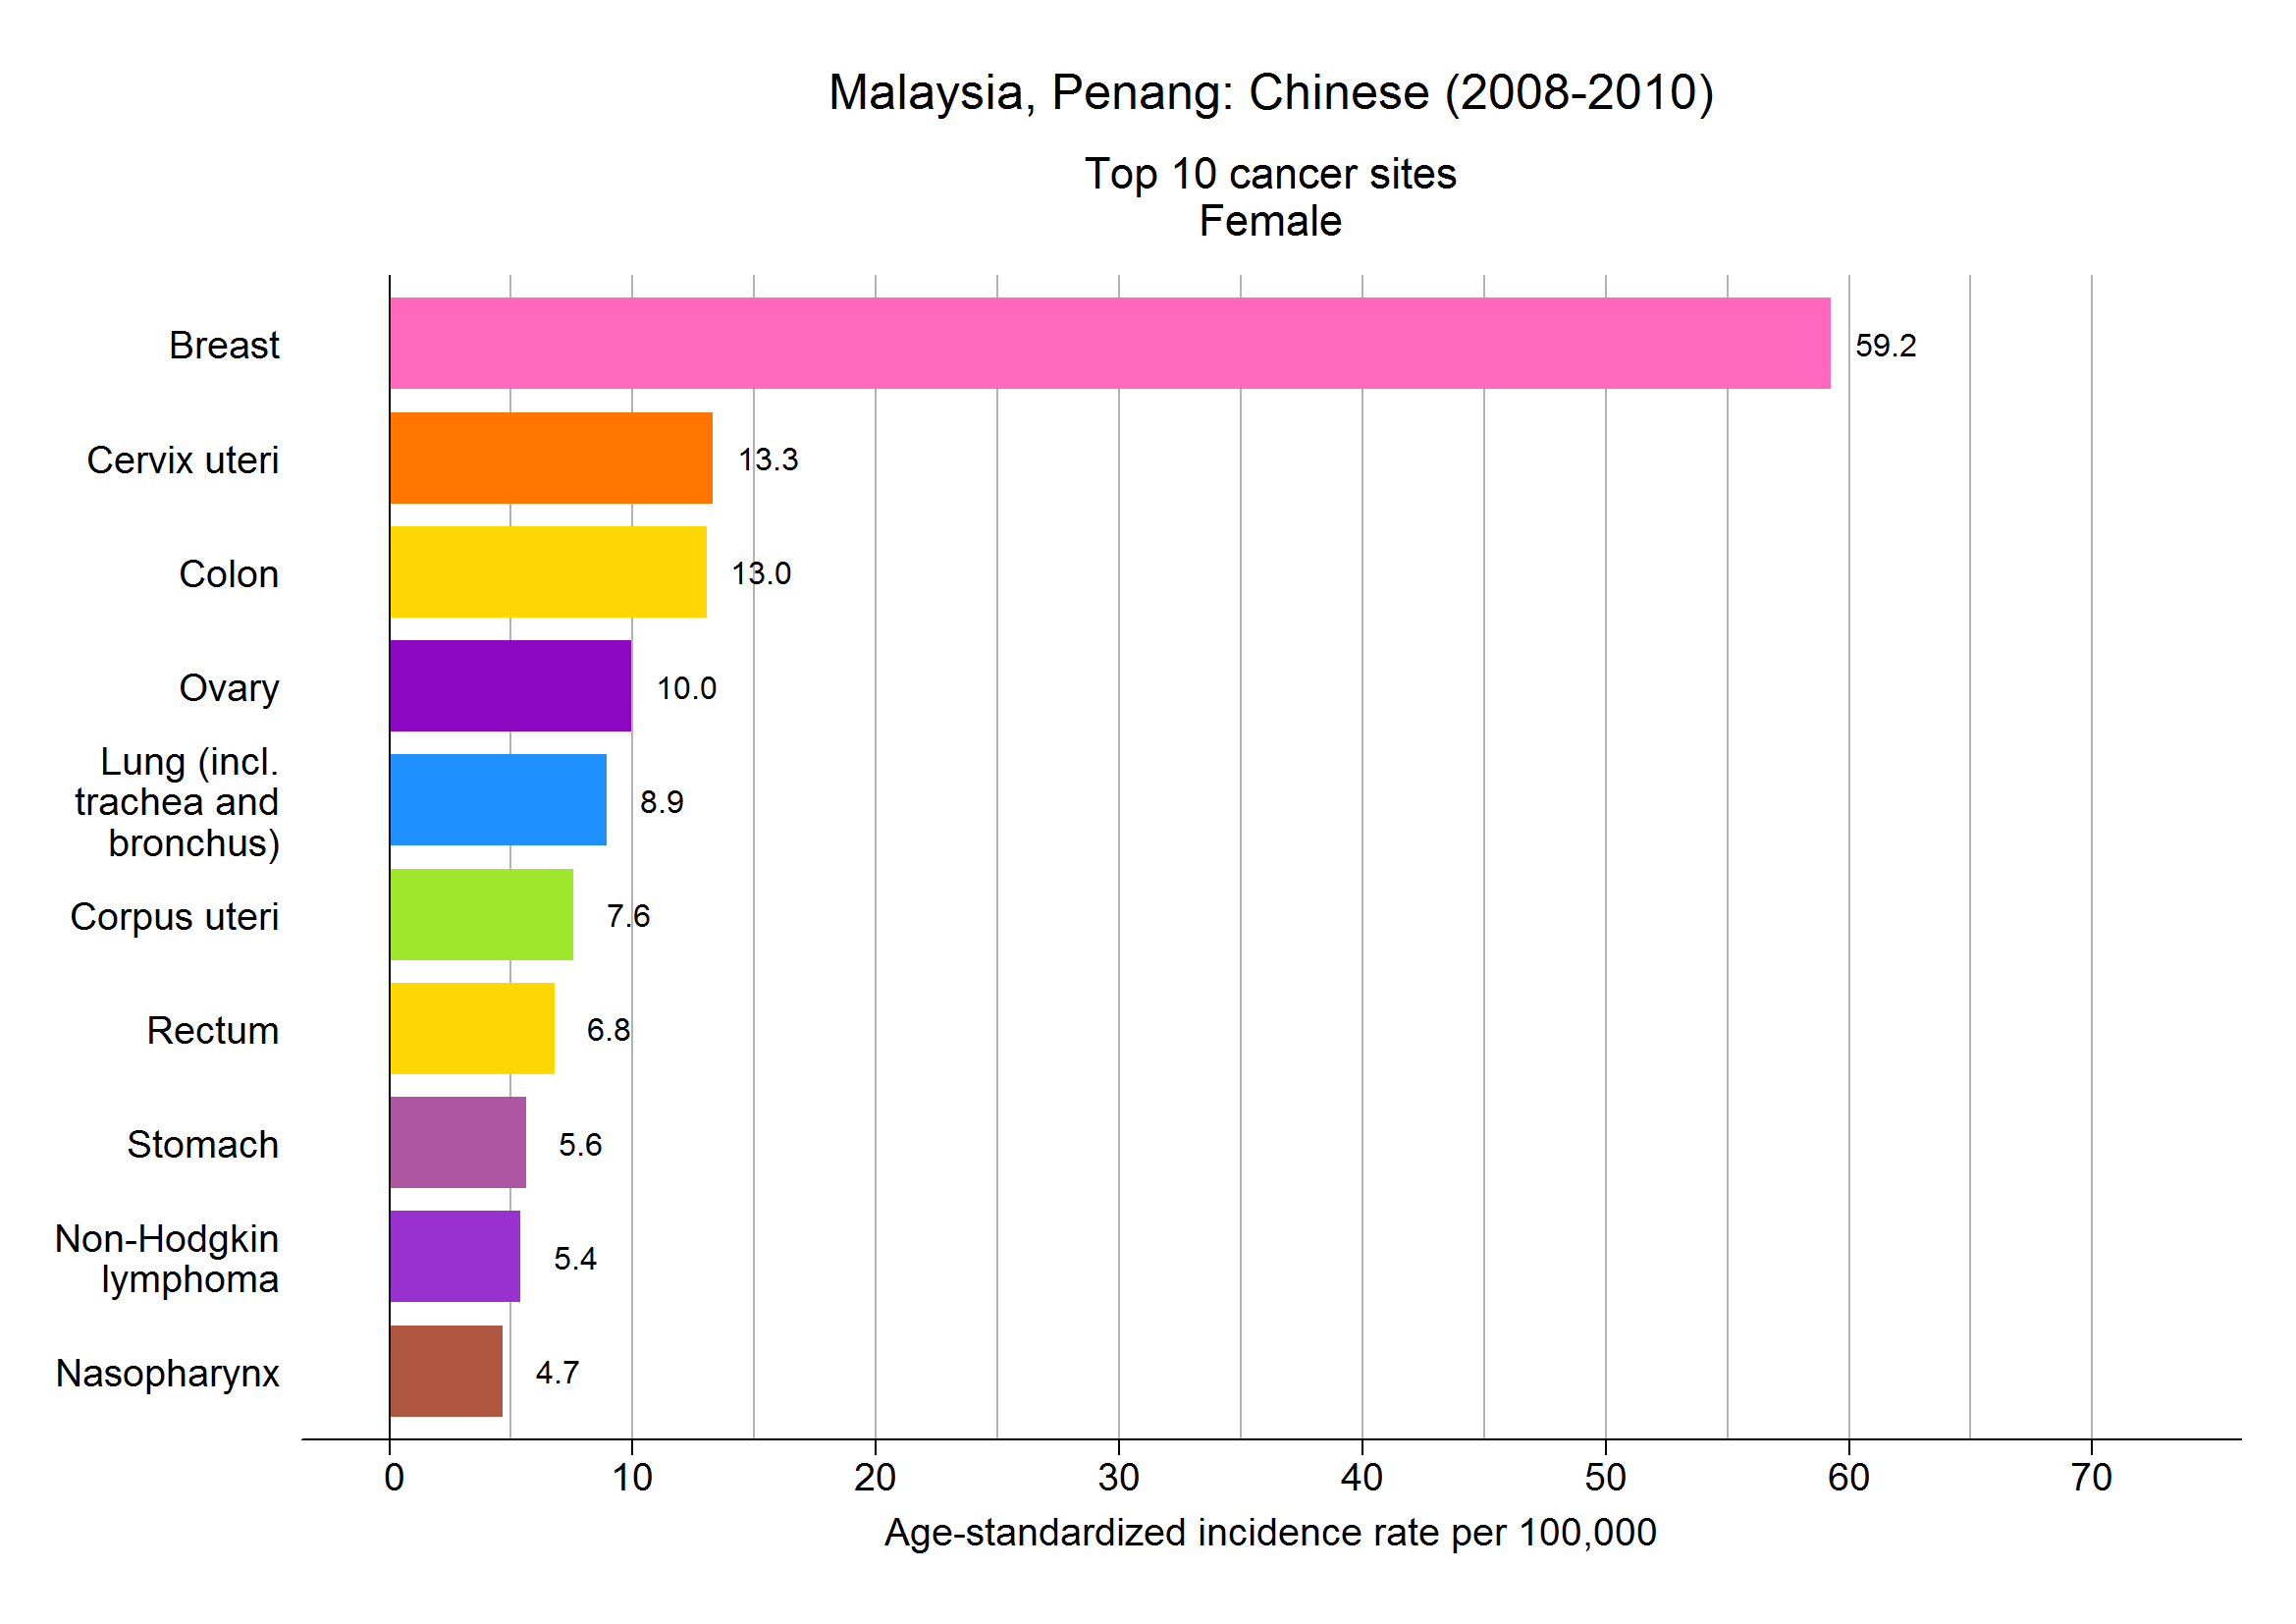 Malaysia, Penang: Chinese (2008-2010)
Top 10 cancer sites
Female
Breast
59.2
Cervix uteri
13.3
Colon
13.0
Ovary
10.0
Lung (incl.
trachea and
bronchus)
8.9
Corpus uteri
7.6
Rectum
6.8
Stomach
5.6
Non-Hodgkin
lymphoma
5.4
Nasopharynx
4.7
0 10 20 30 40 50 60 70
Age-standardized incidence rate per 100,000